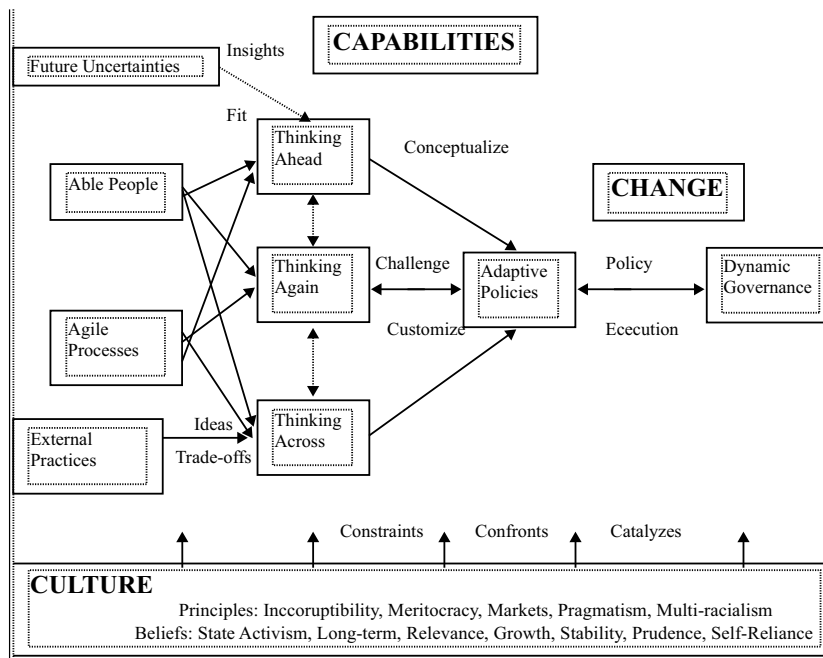 Insights
CAPABILITIES
Future Uncertainties
Fit
Thinking
Ahead
Conceptualize
Able People
CHANGE
Thinking
Again
Challenge
Adaptive
Policies
Policy
Dynamic
Governance
Customize
Ececution
Agile
Processes
External
Practices
Ideas
Trade-offs
Thinking
Across
Constraints
Confronts
Catalyzes
CULTURE
Principles: Inccoruptibility, Meritocracy, Markets, Pragmatism, Multi-racialism
Beliefs: State Activism, Long-term, Relevance, Growth, Stability, Prudence, Self-Reliance